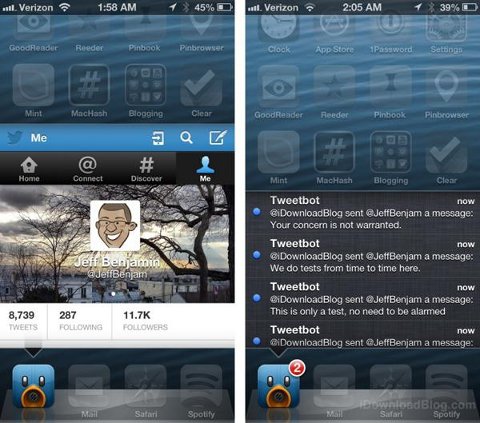 Verizon 1:58 AM 45%
GoodReader Reeder Pinbook Pinbrowser
Mint MacHash Blogging Clear
Me
Home Connect Discover Me
Jeff Benjamin
@JeffBenjam
8,739 287 11.7K
TWEETS FOLLOWING FOLLOWERS
Mail Safari Spotify
Verizon 2:05 AM 39%
Clock App Store 1Password Settings
GoodReader Reeder Pinbook Pinbrowser
Mint MacHash Blogging Clear
Tweetbot now
@iDownloadBlog sent @JeffBenjam a message:
Your concern is not warranted.
Tweetbot now
@iDownloadBlog sent @JeffBenjam a message:
We do tests from time to time here.
Tweetbot now
@iDownloadBlog sent @JeffBenjam a message:
This is only a test, no need to be alarmed
Tweetbot now
@iDownloadBlog sent @JeffBenjam a message:
2
Mail Safari Spotify
iDownloadBlog.com